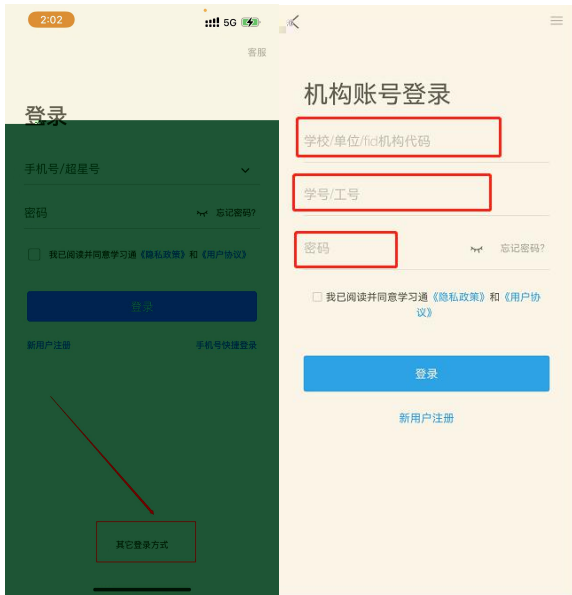 2:02
5G
客服
登录
手机号/超星号
密码
忘记密码?
我已阅读并同意学习通《隐私政策》和《用户协议》
登录
新用户注册
手机号快捷登录
其它登录方式
机构账号登录
学校/单位/fid机构代码
学号/工号
密码
忘记密码?
我已阅读并同意学习通《隐私政策》和《用户协
议》
登录
新用户注册